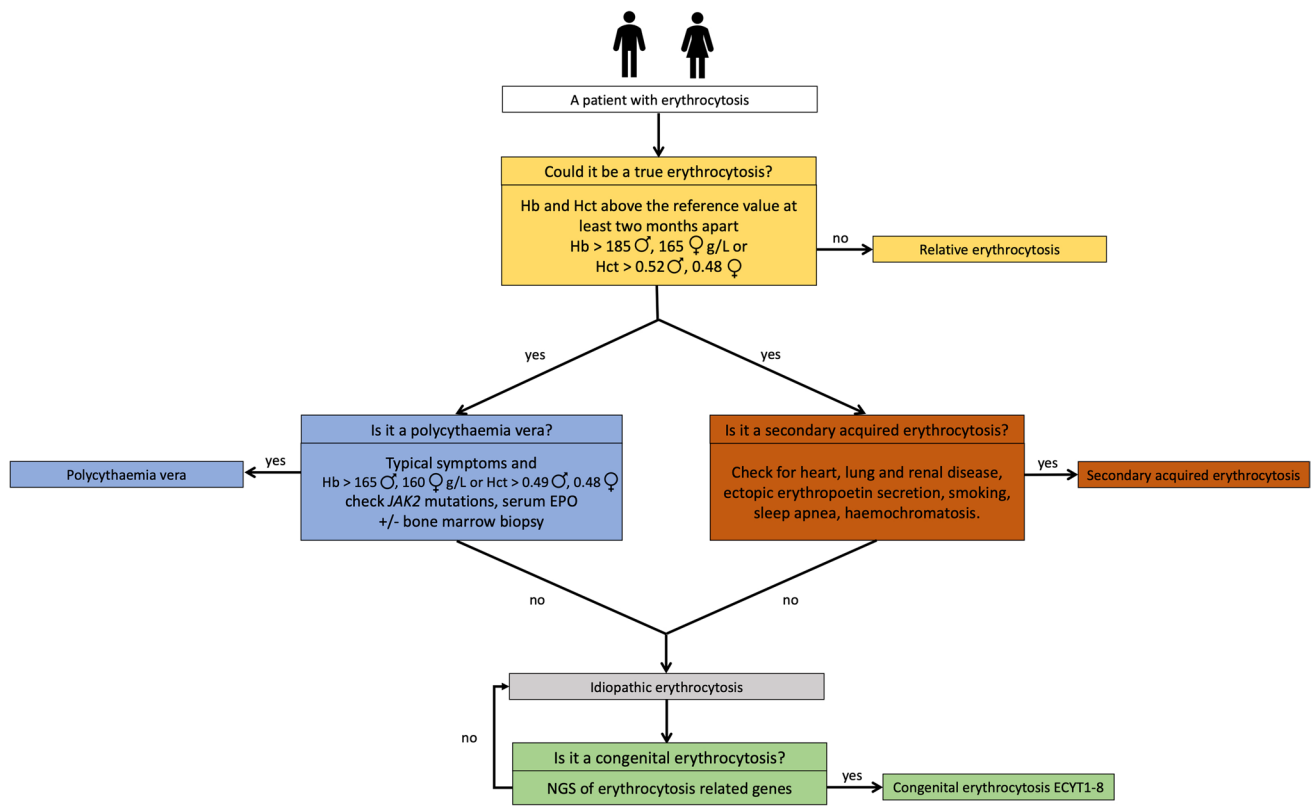 A patient with erythrocytosis
Could it be a true erythrocytosis?
Hb and Hct above the reference value at
least two months apart
Hb > 185 ♂, 165 ♀ g/L or
Hct > 0.52 ♂, 0.48 ♀
no
Relative erythrocytosis
yes
yes
Is it a polycythaemia vera?
Typical symptoms and
Hb > 165 ♂, 160 ♀ g/L or Hct > 0.49 ♂, 0.48 ♀
check JAK2 mutations, serum EPO
+/- bone marrow biopsy
yes
Polycythaemia vera
Is it a secondary acquired erythrocytosis?
Check for heart, lung and renal disease,
ectopic erythropoetin secretion, smoking,
sleep apnea, haemochromatosis.
yes
Secondary acquired erythrocytosis
no
no
Idiopathic erythrocytosis
no
Is it a congenital erythrocytosis?
NGS of erythrocytosis related genes
yes
Congenital erythrocytosis ECYT1-8